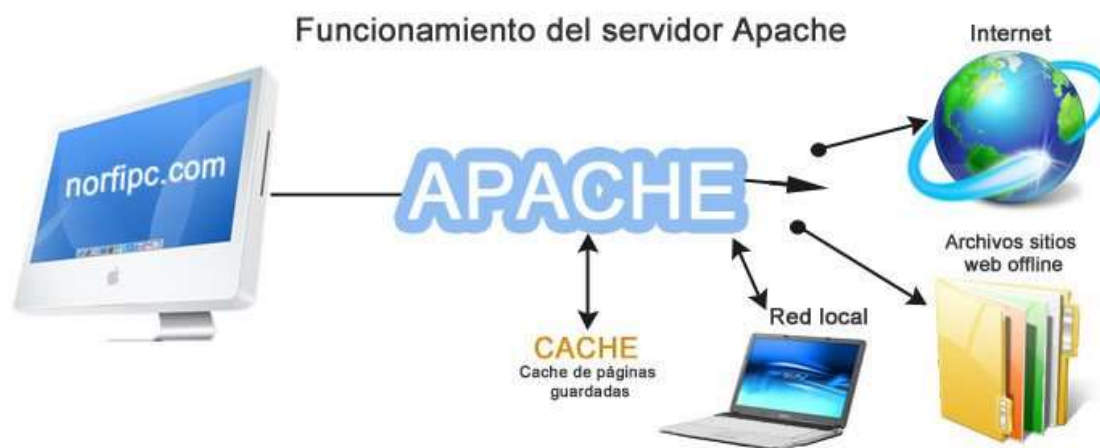 Funcionamiento del servidor Apache
Internet
norfipc.com
APACHE
Archivos sitios
web offline
Red local
CACHE
Cache de páginas
guardadas